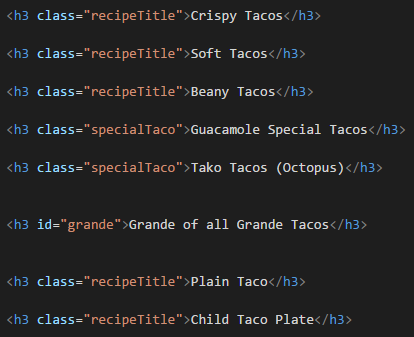 <h3 class="recipeTitle">Crispy Tacos</h3>
<h3 class="recipeTitle">Soft Tacos</h3>
<h3 class="recipeTitle">Beany Tacos</h3>
<h3 class="specialTaco">Guacamole Special Tacos</h3>
<h3 class="specialTaco">Tako Tacos (Octopus)</h3>
<h3 id="grande">Grande of all Grande Tacos</h3>
<h3 class="recipeTitle">Plain Taco</h3>
<h3 class="recipeTitle">Child Taco Plate</h3>